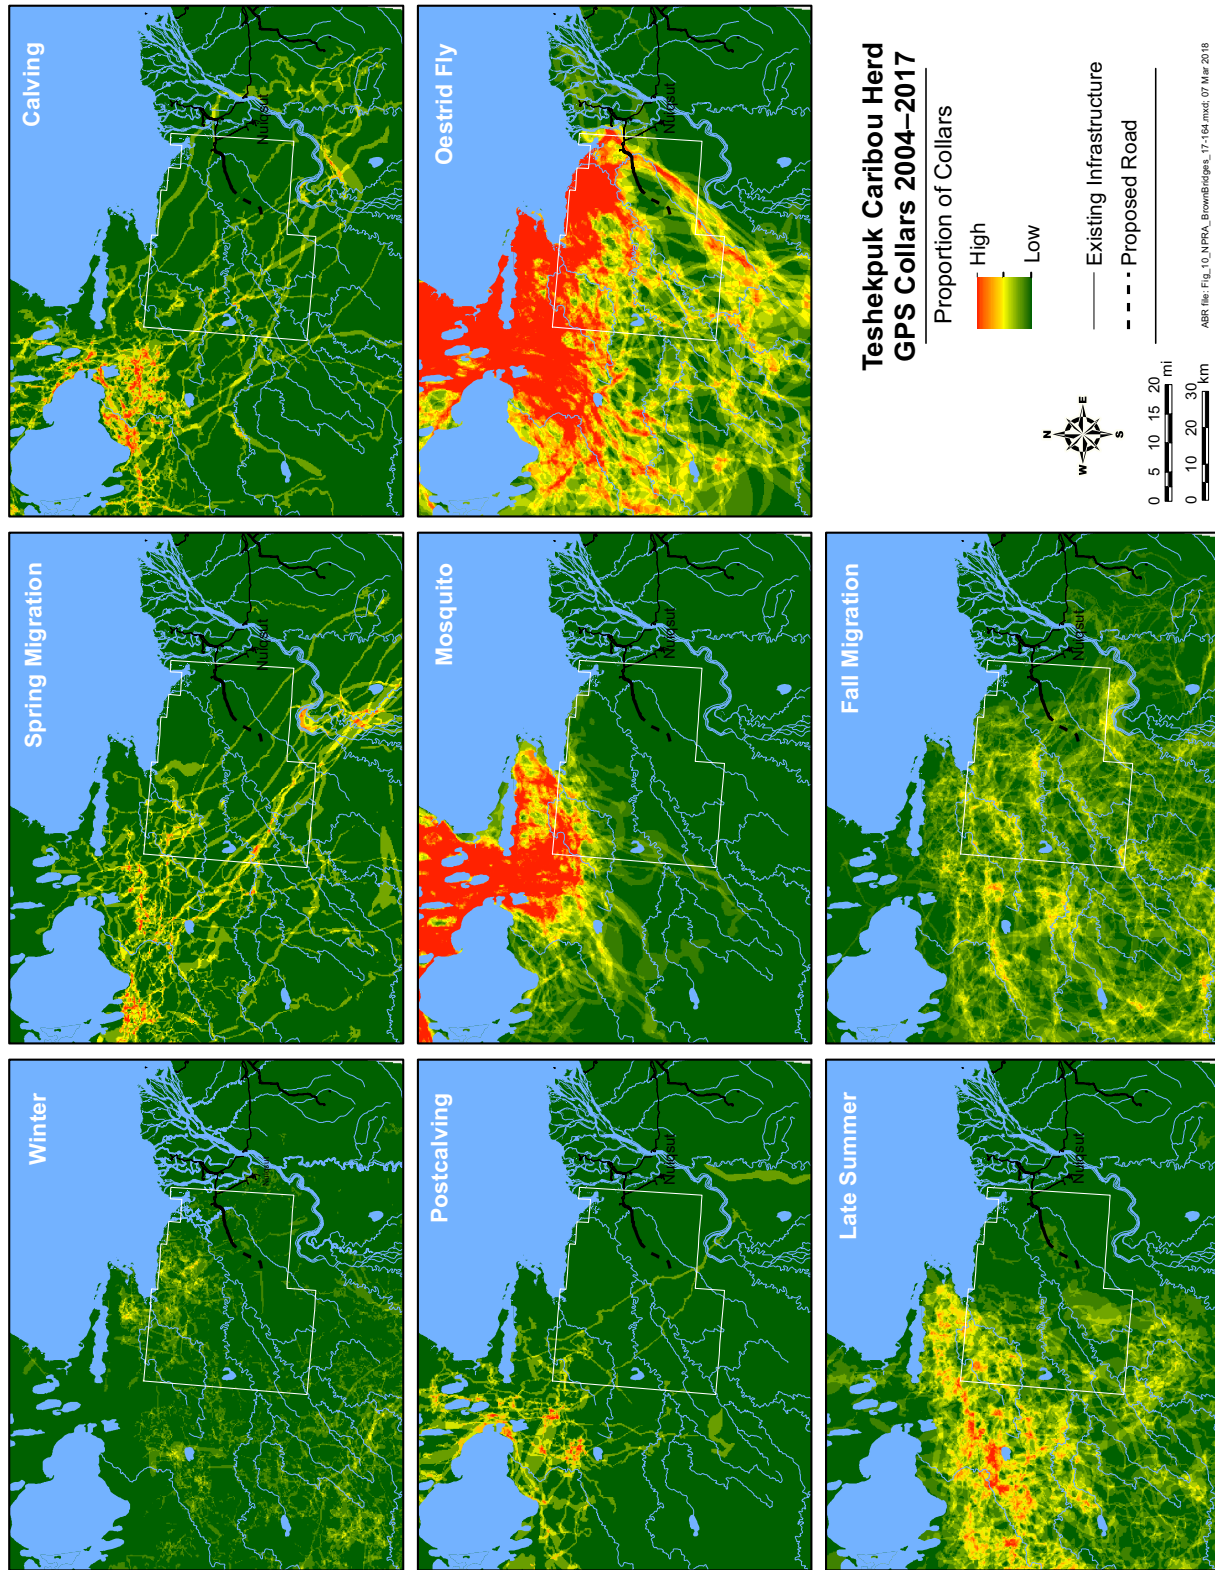 Winter
Nuiqsut
Spring Migration
Nuiqsut
Calving
Nuiqsut
Postcalving
Nuiqsut
Mosquito
Nuiqsut
Oestrid Fly
Nuiqsut
Late Summer
Nuiqsut
Fall Migration
Nuiqsut
Teshekpuk Caribou Herd
GPS Collars 2004–2017
Proportion of Collars
High
Low
Existing Infrastructure
Proposed Road
N
W E
S
0 5 10 15 20 mi
0 10 20 30 km
ABR file: Fig_10_NPRA_BrownBridges_17-164.mxd; 07 Mar 2018